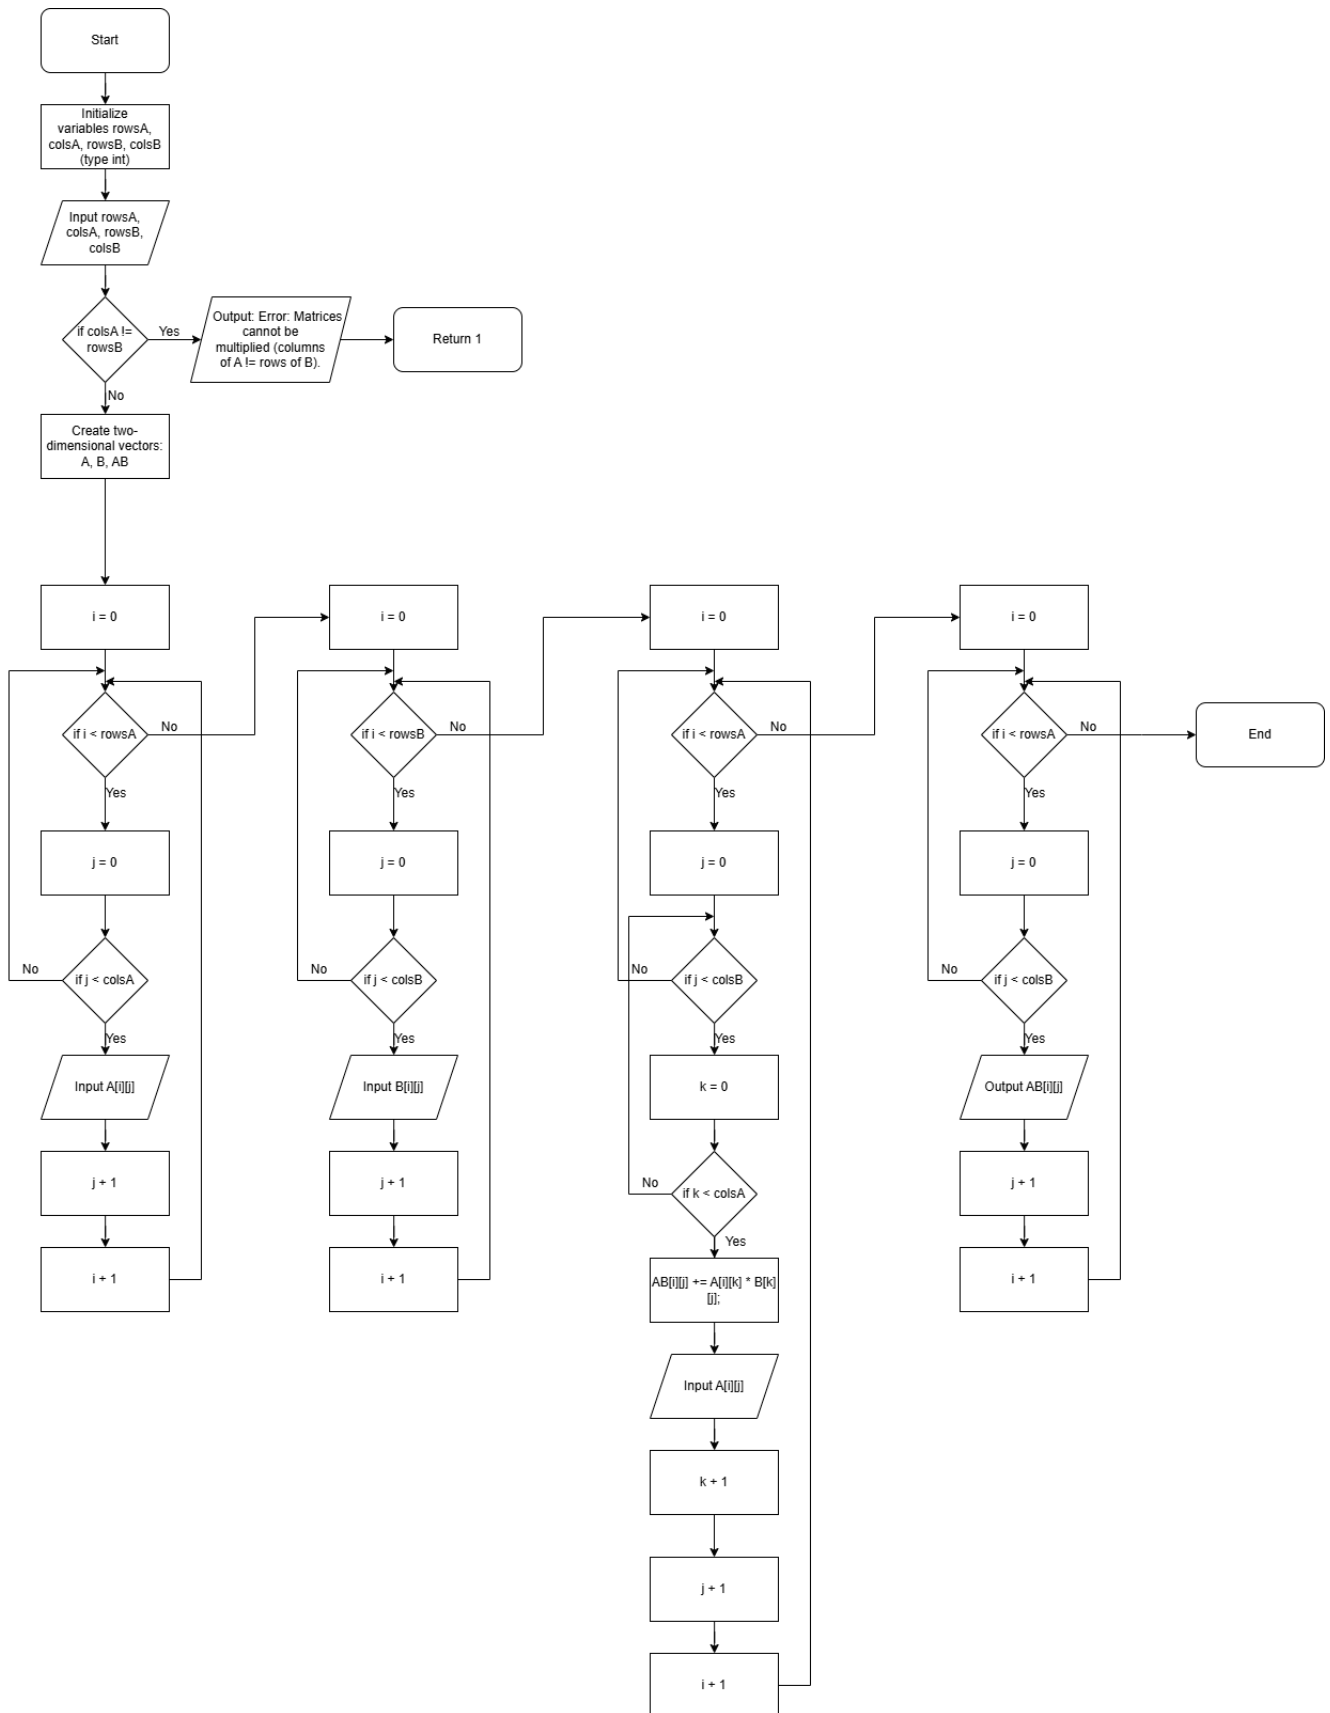 Start
Initialize
variables rowsA,
colsA, rowsB, colsB
(type int)
Input rowsA,
colsA, rowsB,
colsB
if colsA !=
rowsB
Yes
Output: Error: Matrices
cannot be
multiplied (columns
of A != rows of B).
Return 1
No
Create two-
dimensional vectors:
A, B, AB
i = 0
if i < rowsA
No
Yes
j = 0
if j < colsA
No
Yes
Input A[i][j]
j + 1
i + 1
i = 0
if i < rowsB
No
Yes
j = 0
if j < colsB
No
Yes
Input B[i][j]
j + 1
i + 1
i = 0
if i < rowsA
No
Yes
j = 0
if j < colsB
No
Yes
k = 0
if k < colsA
No
Yes
AB[i][j] += A[i][k] * B[k]
[j];
Input A[i][j]
k + 1
j + 1
i + 1
i = 0
if i < rowsA
No
Yes
j = 0
if j < colsB
No
Yes
Output AB[i][j]
j + 1
i + 1
End